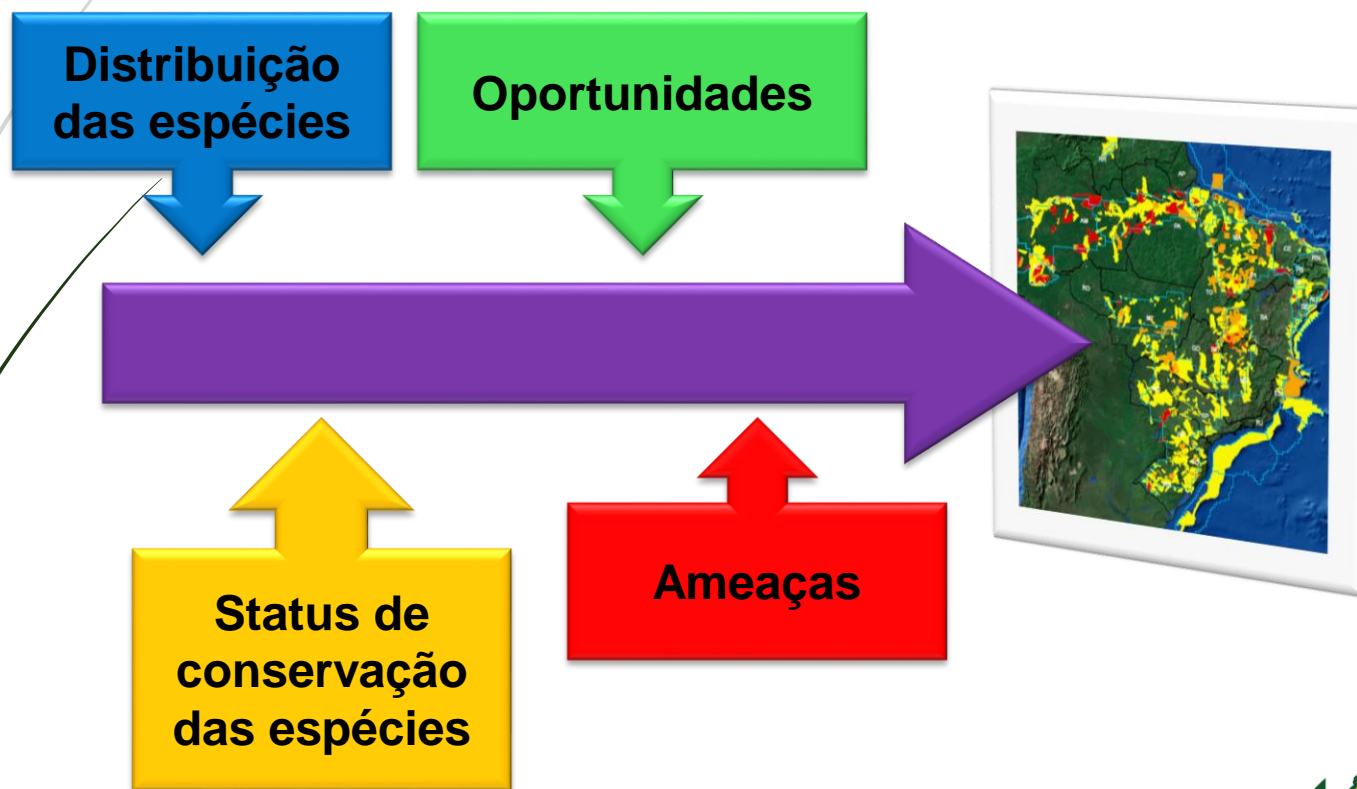 Distribuição
das espécies
Oportunidades
Status de
conservação
das espécies
Ameaças